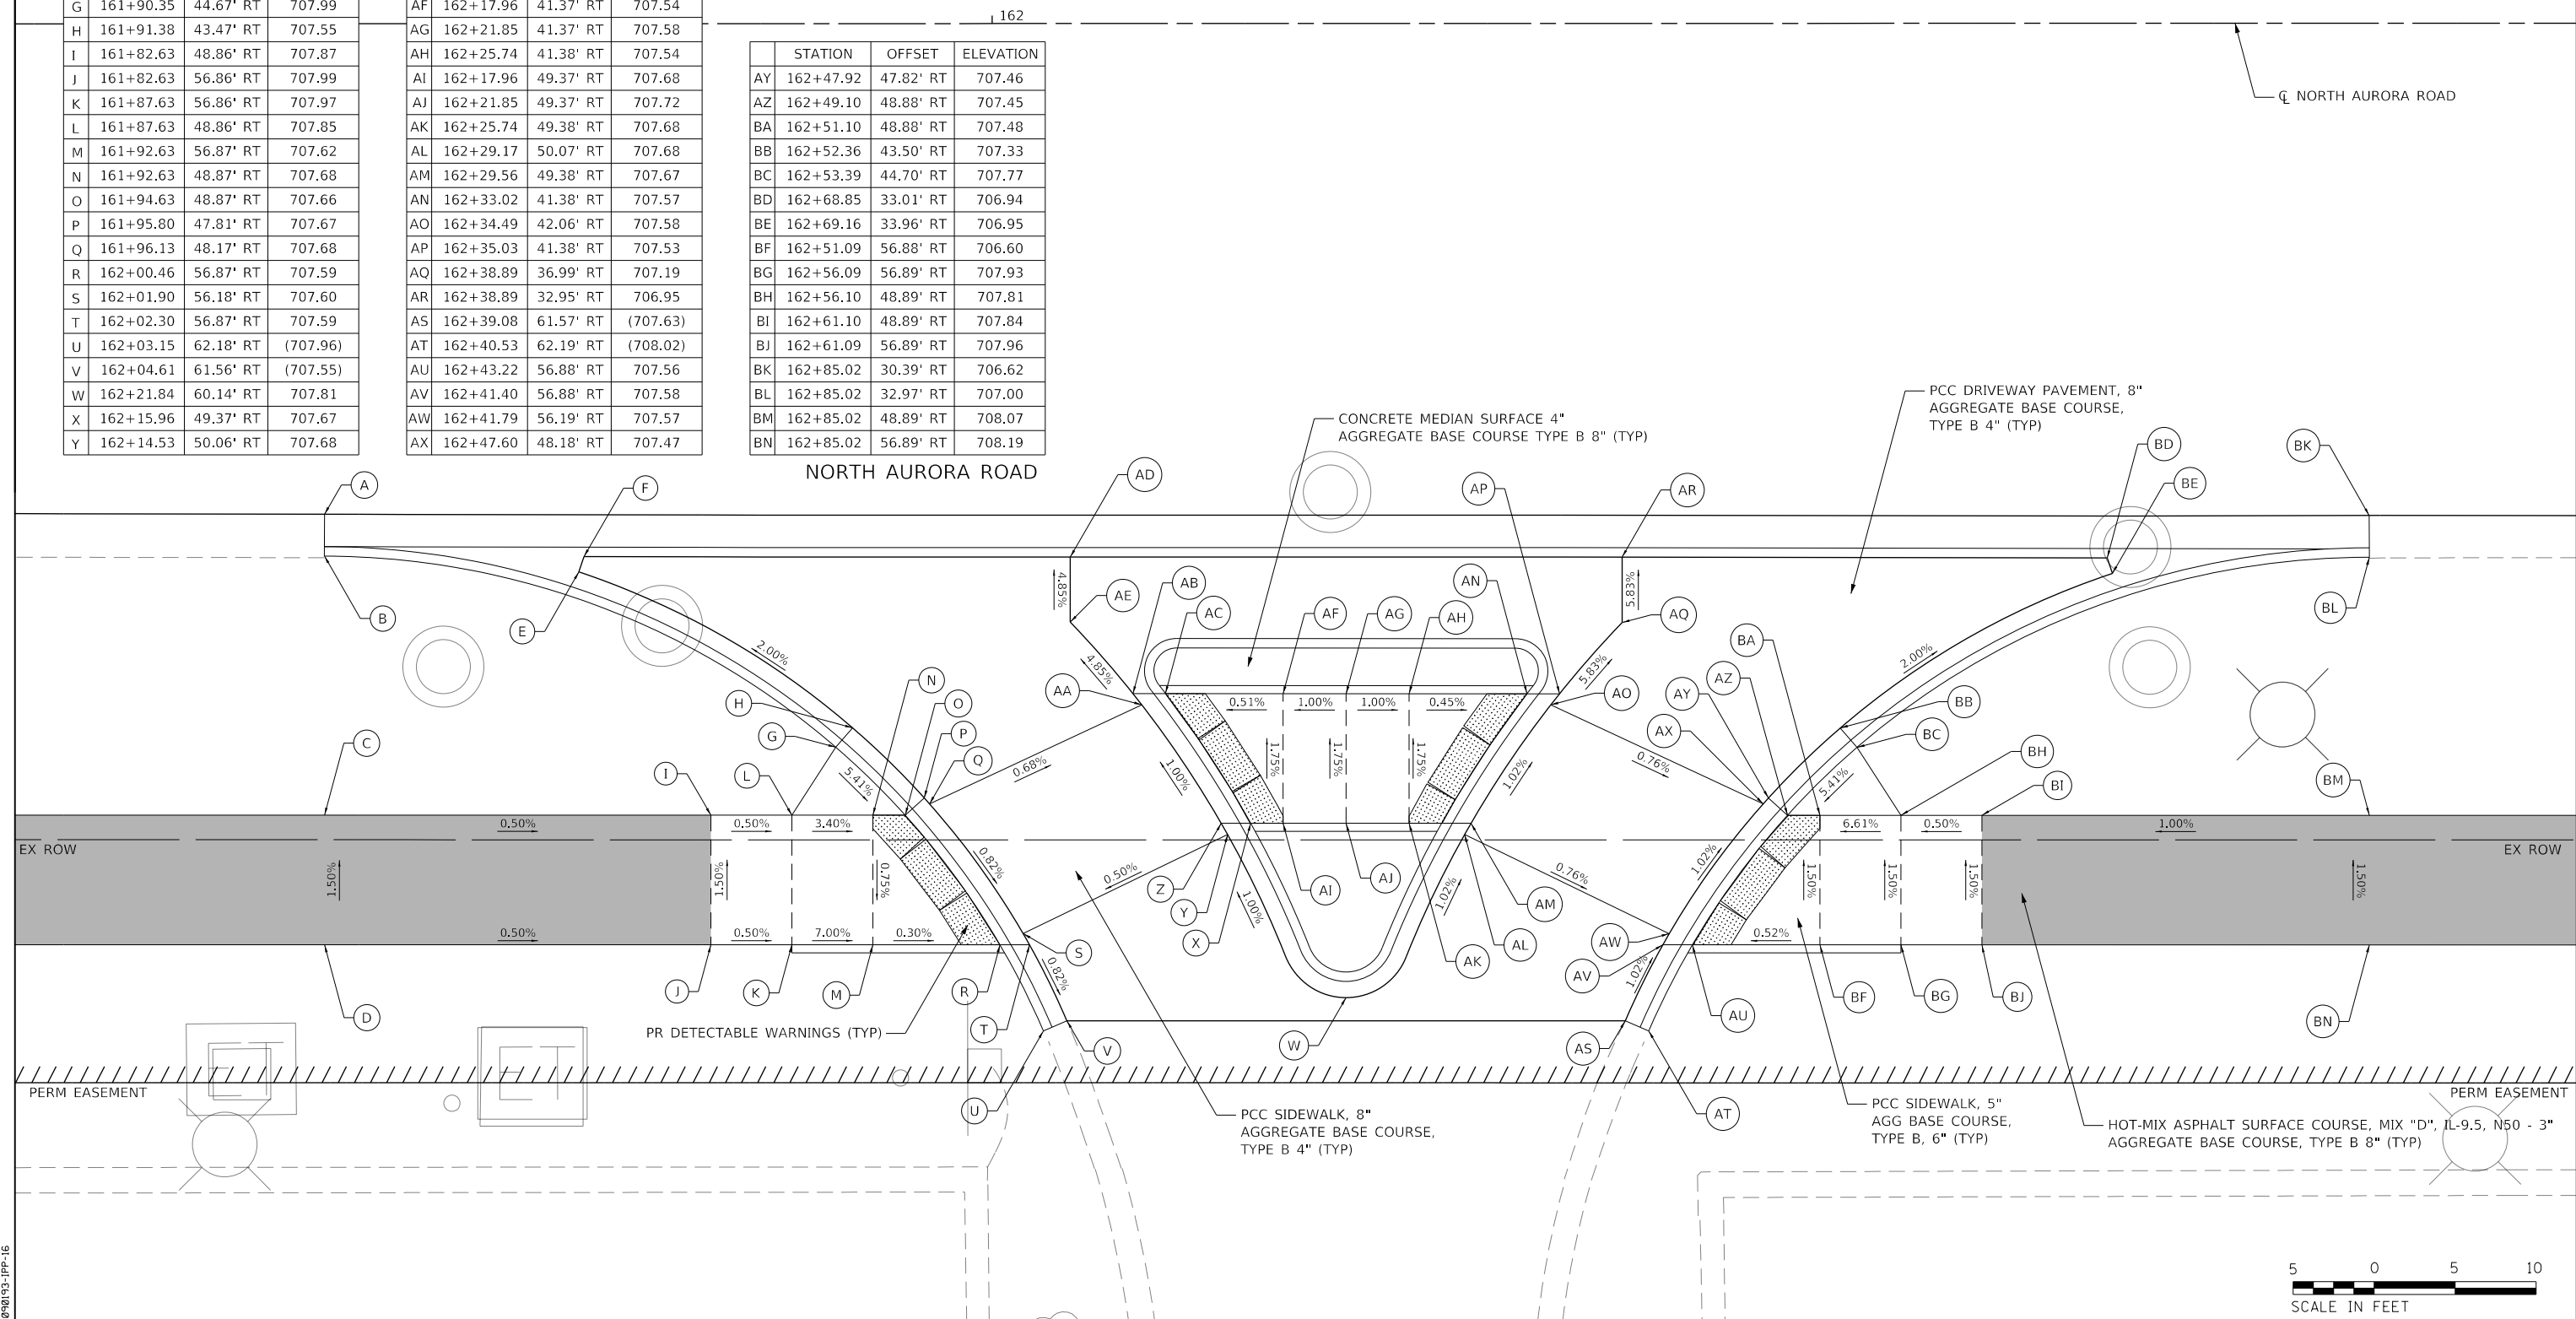 G 161+90.35 44.67' RT 707.99
H 161+91.38 43.47' RT 707.55
I 161+82.63 48.86' RT 707.87
J 161+82.63 56.86' RT 707.99
K 161+87.63 56.86' RT 707.97
L 161+87.63 48.86' RT 707.85
M 161+92.63 56.87' RT 707.62
N 161+92.63 48.87' RT 707.68
O 161+94.63 48.87' RT 707.66
P 161+95.80 47.81' RT 707.67
Q 161+96.13 48.17' RT 707.68
R 162+00.46 56.87' RT 707.59
S 162+01.90 56.18' RT 707.60
T 162+02.30 56.87' RT 707.59
U 162+03.15 62.18' RT (707.96)
V 162+04.61 61.56' RT (707.55)
W 162+21.84 60.14' RT 707.81
X 162+15.96 49.37' RT 707.67
Y 162+14.53 50.06' RT 707.68
AF 162+17.96 41.37' RT 707.54
AG 162+21.85 41.37' RT 707.58
AH 162+25.74 41.38' RT 707.54
AI 162+17.96 49.37' RT 707.68
AJ 162+21.85 49.37' RT 707.72
AK 162+25.74 49.38' RT 707.68
AL 162+29.17 50.07' RT 707.68
AM 162+29.56 49.38' RT 707.67
AN 162+33.02 41.38' RT 707.57
AO 162+34.49 42.06' RT 707.58
AP 162+35.03 41.38' RT 707.53
AQ 162+38.89 36.99' RT 707.19
AR 162+38.89 32.95' RT 706.95
AS 162+39.08 61.57' RT (707.63)
AT 162+40.53 62.19' RT (708.02)
AU 162+43.22 56.88' RT 707.56
AV 162+41.40 56.88' RT 707.58
AW 162+41.79 56.19' RT 707.57
AX 162+47.60 48.18' RT 707.47
STATION OFFSET ELEVATION
AY 162+47.92 47.82' RT 707.46
AZ 162+49.10 48.88' RT 707.45
BA 162+51.10 48.88' RT 707.48
BB 162+52.36 43.50' RT 707.33
BC 162+53.39 44.70' RT 707.77
BD 162+68.85 33.01' RT 706.94
BE 162+69.16 33.96' RT 706.95
BF 162+51.09 56.88' RT 706.60
BG 162+56.09 56.89' RT 707.93
BH 162+56.10 48.89' RT 707.81
BI 162+61.10 48.89' RT 707.84
BJ 162+61.09 56.89' RT 707.96
BK 162+85.02 30.39' RT 706.62
BL 162+85.02 32.97' RT 707.00
BM 162+85.02 48.89' RT 708.07
BN 162+85.02 56.89' RT 708.19
162
℄ NORTH AURORA ROAD
NORTH AURORA ROAD
CONCRETE MEDIAN SURFACE 4"
AGGREGATE BASE COURSE TYPE B 8" (TYP)
PCC DRIVEWAY PAVEMENT, 8"
AGGREGATE BASE COURSE,
TYPE B 4" (TYP)
A
F
AD
AP
AR
BD
BE
BK
B
E
AE
AB
AC
AF
AG
AH
AN
AQ
BA
BL
4.85%
5.83%
2.00%
4.85%
5.83%
2.00%
H
G
N
O
P
Q
AA
AO
AY
AZ
AX
BB
BC
C
I
L
BH
BI
BM
0.51%
1.00%
1.00%
0.45%
1.75%
1.75%
1.75%
5.41%
0.68%
1.00%
1.02%
0.76%
5.41%
0.50%
0.50%
3.40%
6.61%
0.50%
1.00%
EX ROW
EX ROW
1.50%
1.50%
0.75%
0.82%
0.50%
1.00%
1.02%
0.76%
1.02%
1.50%
1.50%
1.50%
1.50%
Z
Y
X
AI
AJ
AK
AL
AM
AW
AV
0.50%
0.50%
7.00%
0.30%
0.82%
1.02%
0.52%
D
J
K
M
R
S
T
V
W
AS
AU
BF
BG
BJ
BN
U
AT
PR DETECTABLE WARNINGS (TYP)
E
ET
PERM EASEMENT
PERM EASEMENT
PCC SIDEWALK, 8"
AGGREGATE BASE COURSE,
TYPE B 4" (TYP)
PCC SIDEWALK, 5"
AGG BASE COURSE,
TYPE B, 6" (TYP)
HOT-MIX ASPHALT SURFACE COURSE, MIX "D", IL-9.5, N50 - 3"
AGGREGATE BASE COURSE, TYPE B 8" (TYP)
090193-IPP-16
5 0 5 10
SCALE IN FEET